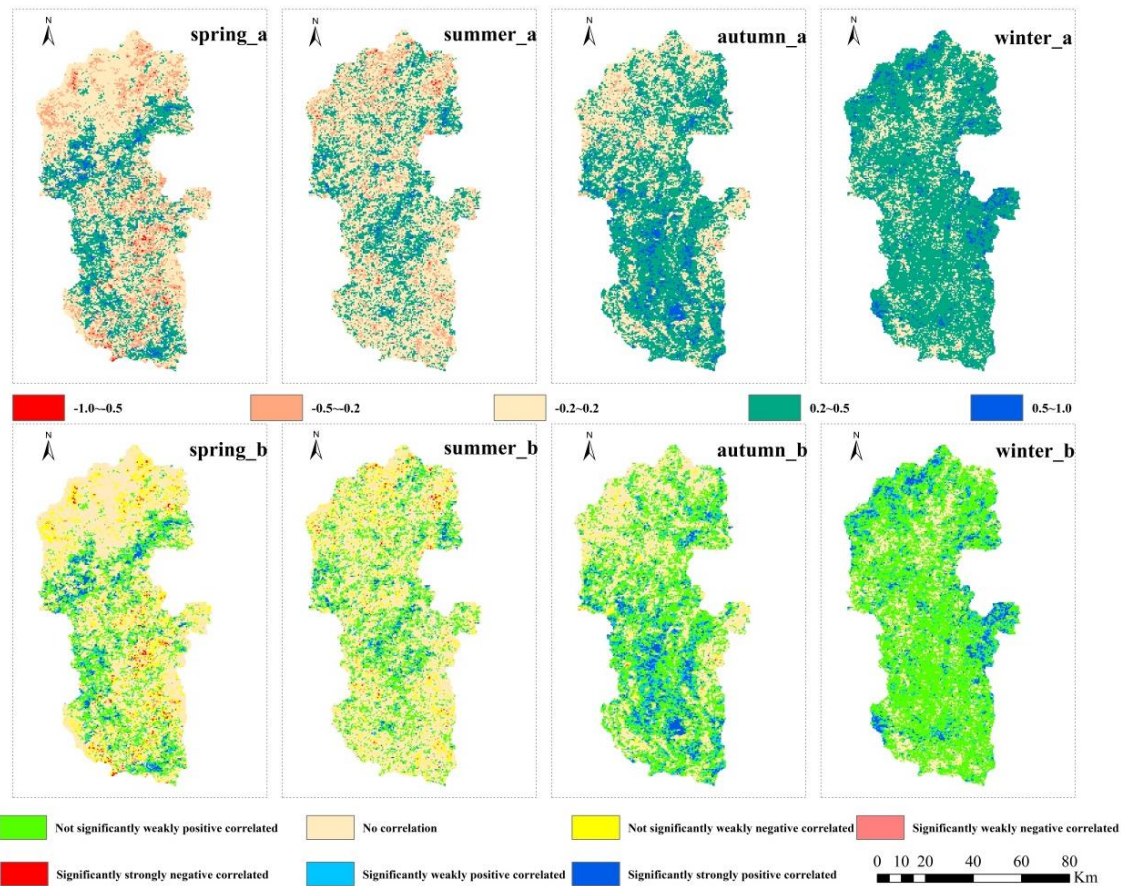 N
spring_a
N
summer_a
N
autumn_a
N
winter_a
-1.0~-0.5
-0.5~-0.2
-0.2~0.2
0.2~0.5
0.5~1.0
N
spring_b
N
summer_b
N
autumn_b
N
winter_b
Not significantly weakly positive correlated
No correlation
Not significantly weakly negative correlated
Significantly weakly negative correlated
Significantly strongly negative correlated
Significantly weakly positive correlated
Significantly strongly positive correlated
0 10 20 40 60 80
Km